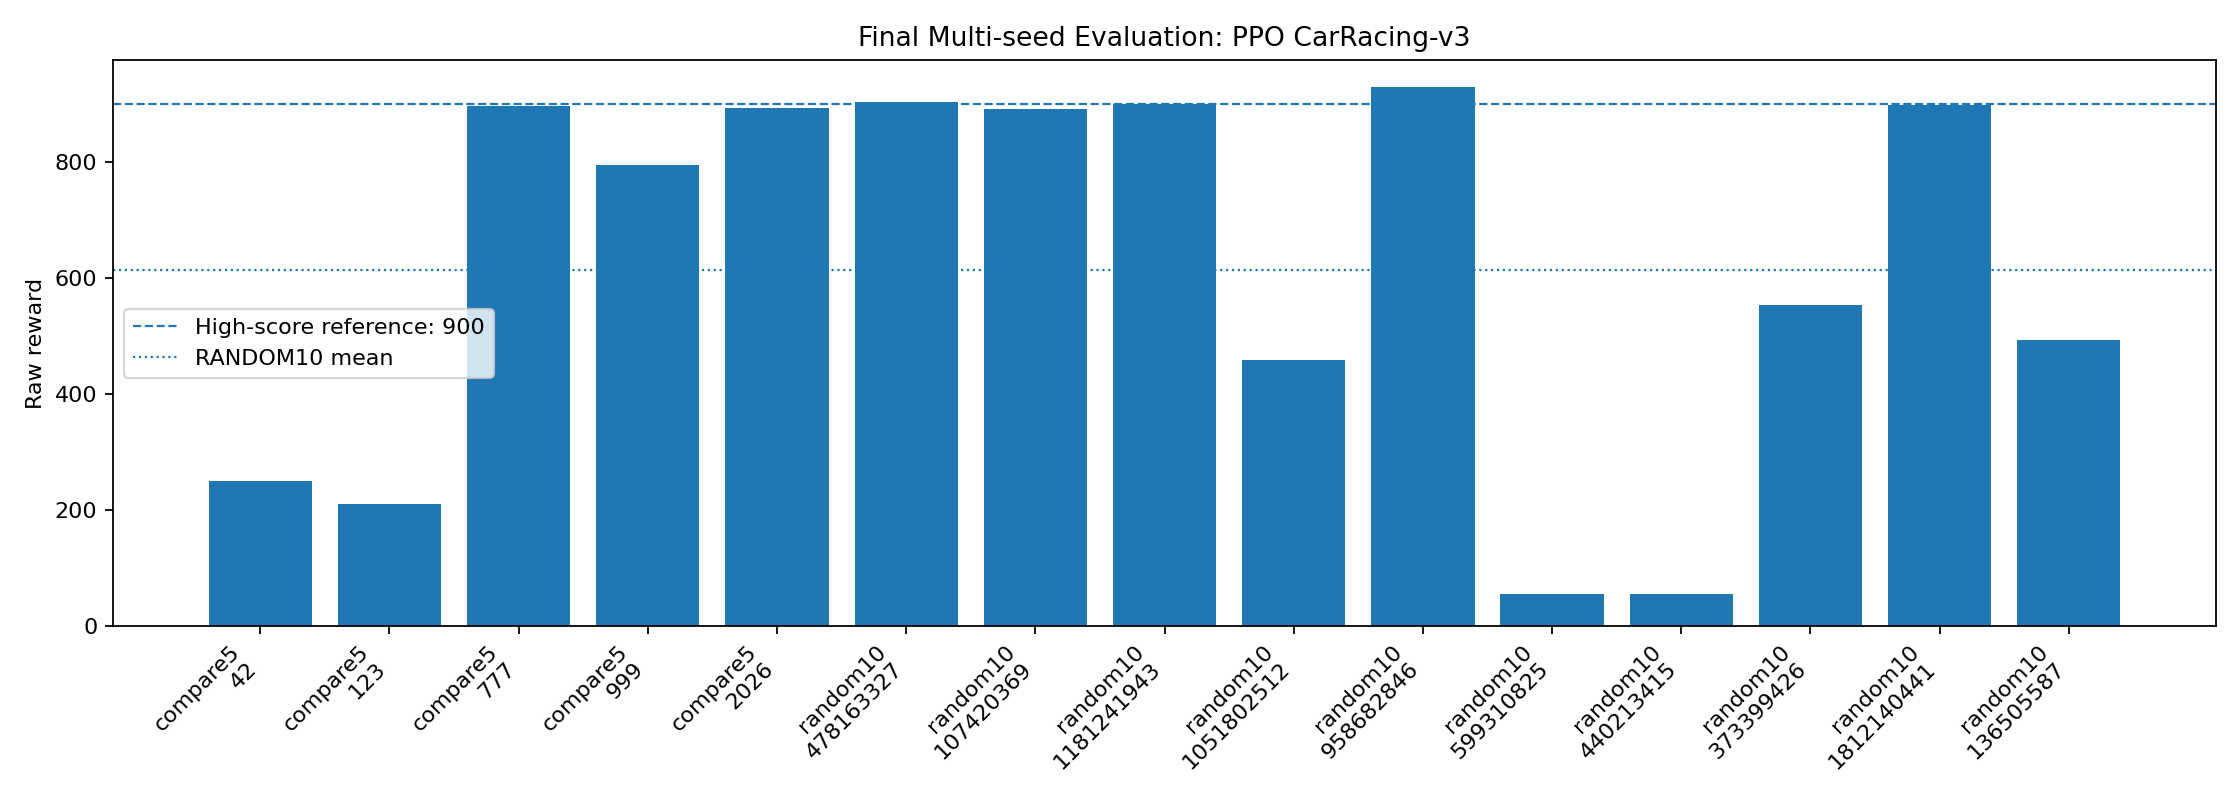 Final Multi-seed Evaluation: PPO CarRacing-v3
Raw reward
800
600
400
200
0
High-score reference: 900
RANDOM10 mean
compare5
42
compare5
123
compare5
777
compare5
999
compare5
2026
random10
478163327
random10
107420369
random10
1181241943
random10
1051802512
random10
958682846
random10
599310825
random10
440213415
random10
373399426
random10
1812140441
random10
136505587